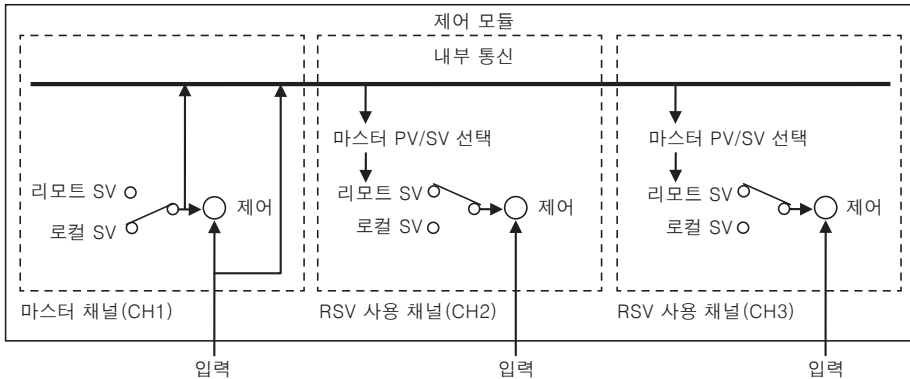 제어 모듈
내부 통신
마스터 PV/SV 선택
마스터 PV/SV 선택
리모트 SV
로컬 SV
제어
리모트 SV
로컬 SV
제어
리모트 SV
로컬 SV
제어
마스터 채널(CH1)
RSV 사용 채널(CH2)
RSV 사용 채널(CH3)
입력
입력
입력